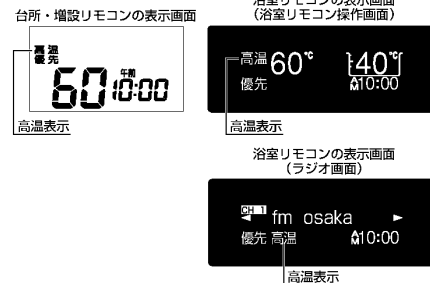 台所・増設リモコンの表示画面
高温
優先
60
午前
10:00
高温表示
浴室リモコンの表示画面
（浴室リモコン操作画面）
高温 60℃ 40℃
優先 AM10:00
高温表示
浴室リモコンの表示画面
（ラジオ画面）
CH 1
◄ fm osaka ►
優先 高温 AM10:00
高温表示